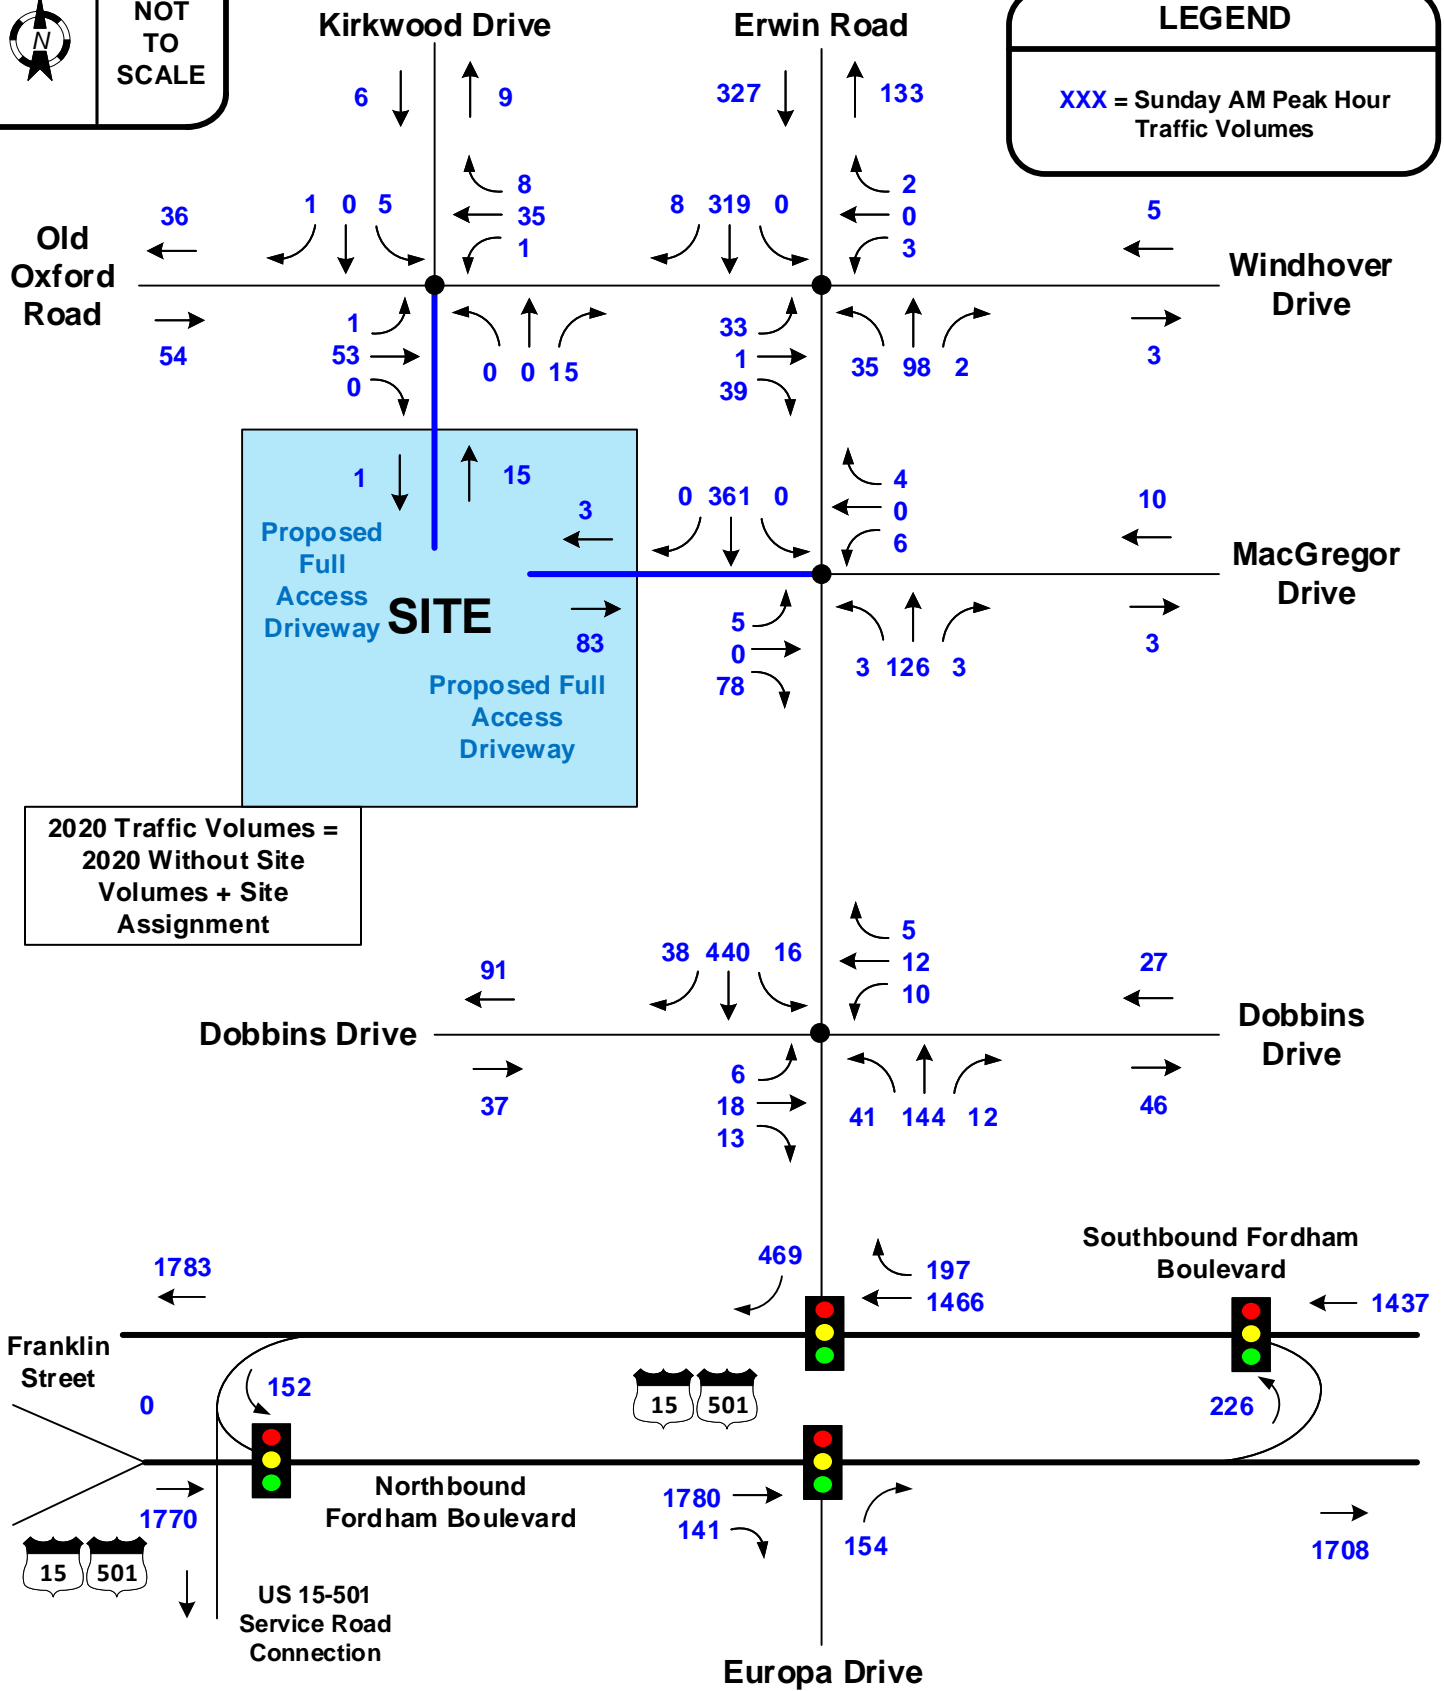 NOT
TO
SCALE
N
Kirkwood Drive
Erwin Road
LEGEND
XXX = Sunday AM Peak Hour
Traffic Volumes
6
9
327
133
8
35
1
2
0
3
36
1 0 5
8 319 0
5
Old
Oxford
Road
Windhover
Drive
54
1
53
0
0 0 15
33
1
39
35 98 2
3
1
15
3
0 361 0
4
0
6
10
Proposed
Full
Access
Driveway
SITE
MacGregor
Drive
83
5
0
78
3 126 3
3
Proposed Full
Access
Driveway
2020 Traffic Volumes =
2020 Without Site
Volumes + Site
Assignment
91
38 440 16
5
12
10
27
Dobbins Drive
Dobbins
Drive
37
6
18
13
41 144 12
46
Southbound Fordham
Boulevard
1783
469
197
1466
1437
Franklin
Street
0
152
15 501
226
Northbound
Fordham Boulevard
1770
1780
141
154
1708
15 501
US 15-501
Service Road
Connection
Europa Drive